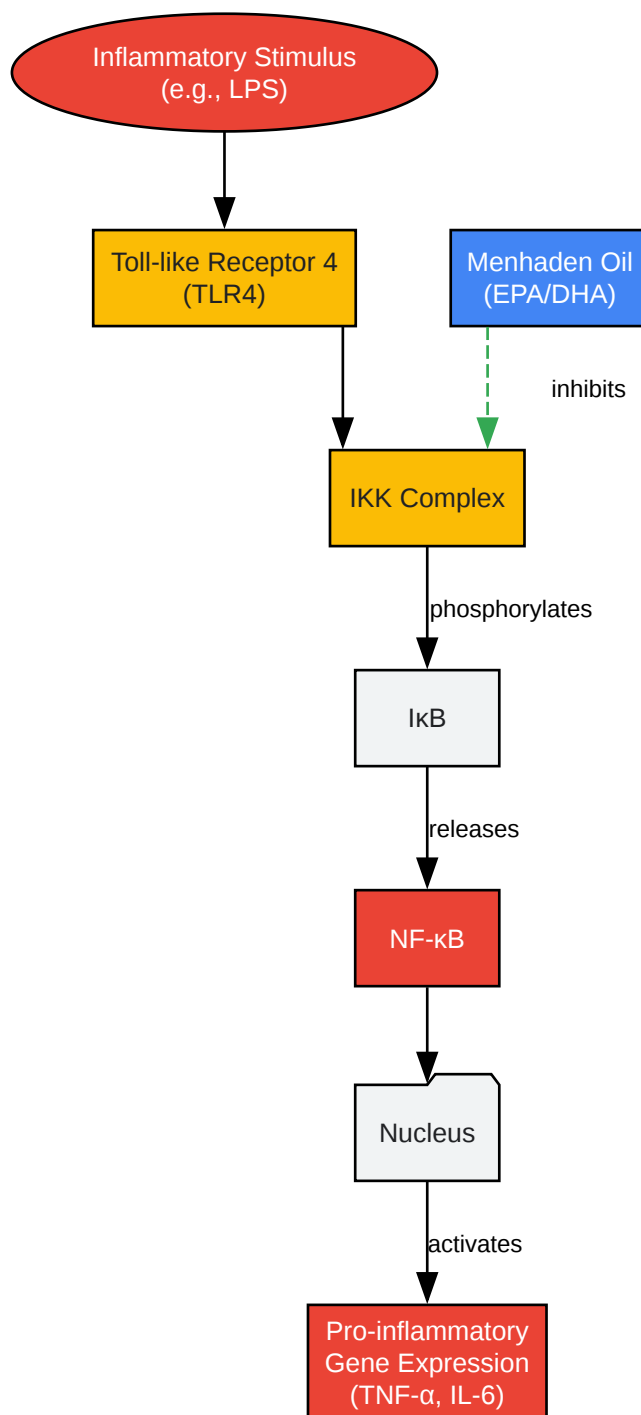 Inflammatory Stimulus
(e.g., LPS)
Toll-like Receptor 4
(TLR4)
Menhaden Oil
(EPA/DHA)
inhibits
IKK Complex
phosphorylates
IκB
releases
NF-κB
Nucleus
activates
Pro-inflammatory
Gene Expression
(TNF-α, IL-6)